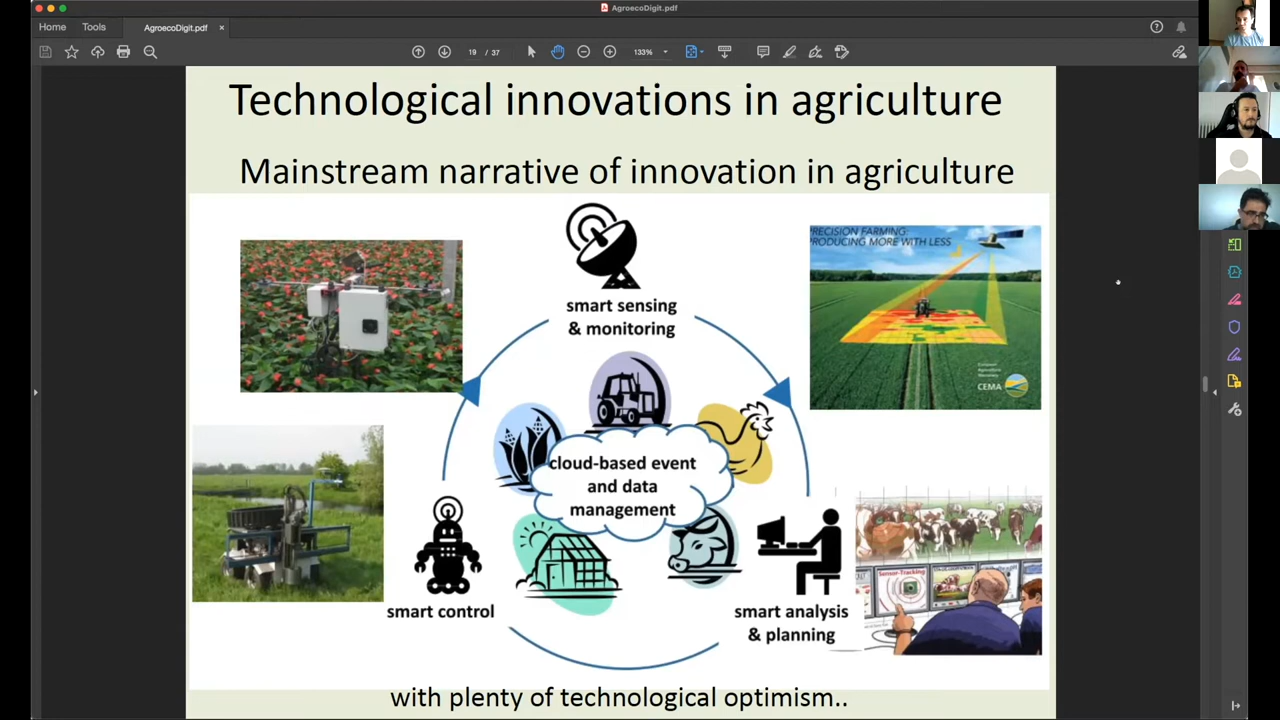 AgroecoDigit.pdf
Home
Tools
AgroecoDigit.pdf
×
19 / 37
133%
Technological innovations in agriculture
Mainstream narrative of innovation in agriculture
PRECISION FARMING:
PRODUCING MORE WITH LESS
CEMA
smart sensing
& monitoring
cloud-based event
and data
management
smart control
Sensor-Tracking
smart analysis
& planning
with plenty of technological optimism..